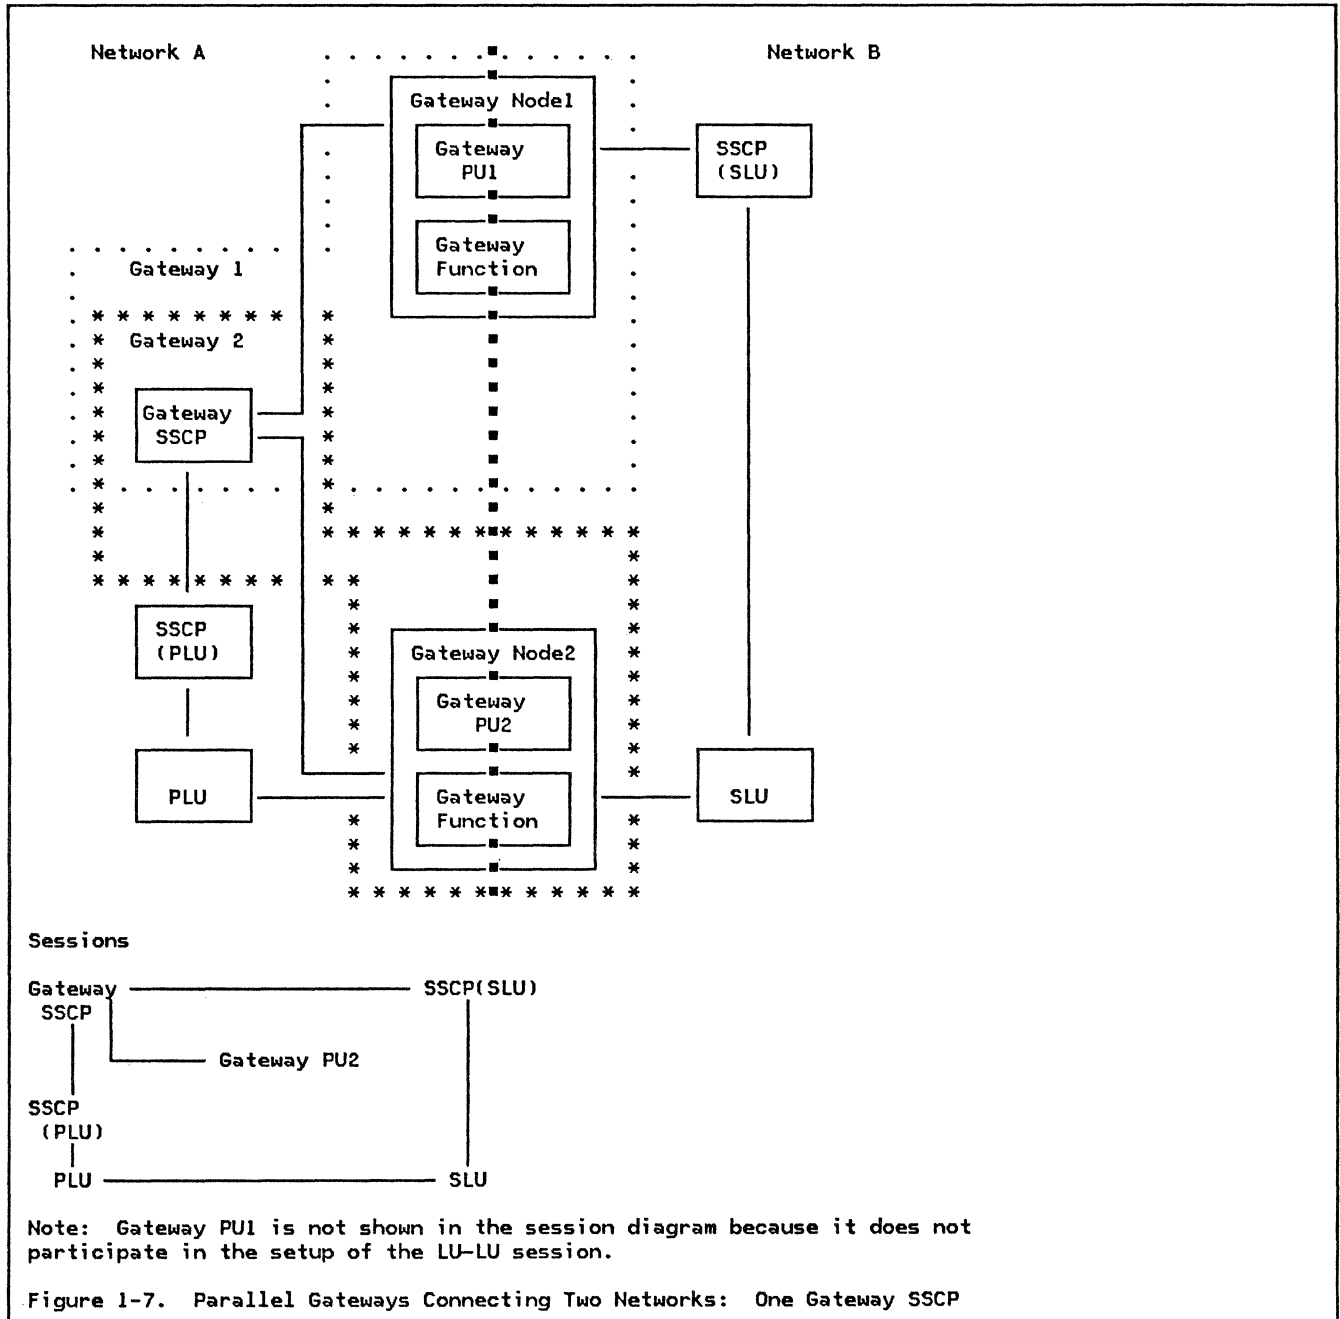 Network A
Network B
Gateway Node1
Gateway
PU1
SSCP
(SLU)
Gateway
Function
Gateway 1
Gateway 2
Gateway
SSCP
SSCP
(PLU)
Gateway Node2
Gateway
PU2
PLU
Gateway
Function
SLU
Sessions
Gateway
SSCP
SSCP(SLU)
Gateway PU2
SSCP
(PLU)
PLU
SLU
Note: Gateway PU1 is not shown in the session diagram because it does not
participate in the setup of the LU-LU session.
Figure 1-7. Parallel Gateways Connecting Two Networks: One Gateway SSCP